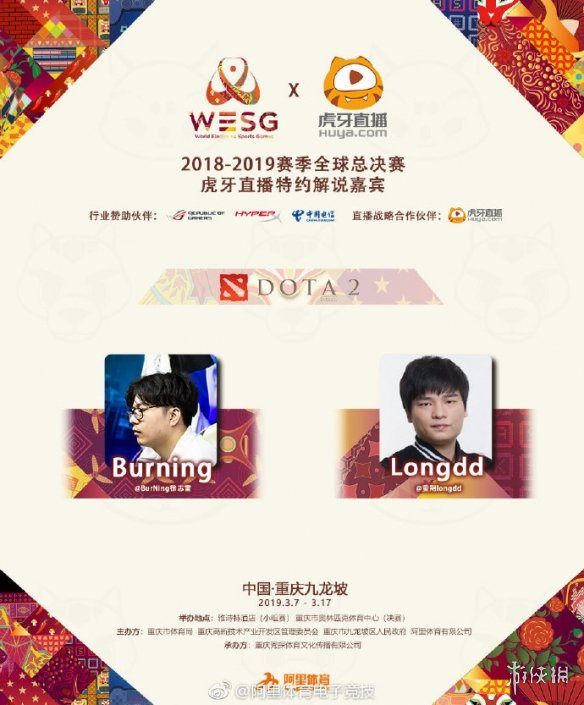 WESG
World Electronic Sports Games
X
虎牙直播
HUYA.com
2018-2019赛季全球总决赛
虎牙直播特约解说嘉宾
行业赞助伙伴： REPUBLIC OF GAMERS HYPERX 中国电信 直播战略合作伙伴： 虎牙直播 HUYA.com
DOTA 2
Burning
@BurNIng徐志雷
Longdd
@黄翔longdd
中国·重庆九龙坡
2019.3.7 - 3.17
举办地点： 雅诗特酒店（小组赛） 重庆市奥林匹克体育中心（决赛）
主办方： 重庆市体育局 重庆高新技术产业开发区管理委员会 重庆市九龙坡区人民政府 阿里体育有限公司
承办方： 重庆竞体育文化传播有限公司
阿里体育
@阿里体育电子竞技
游侠网